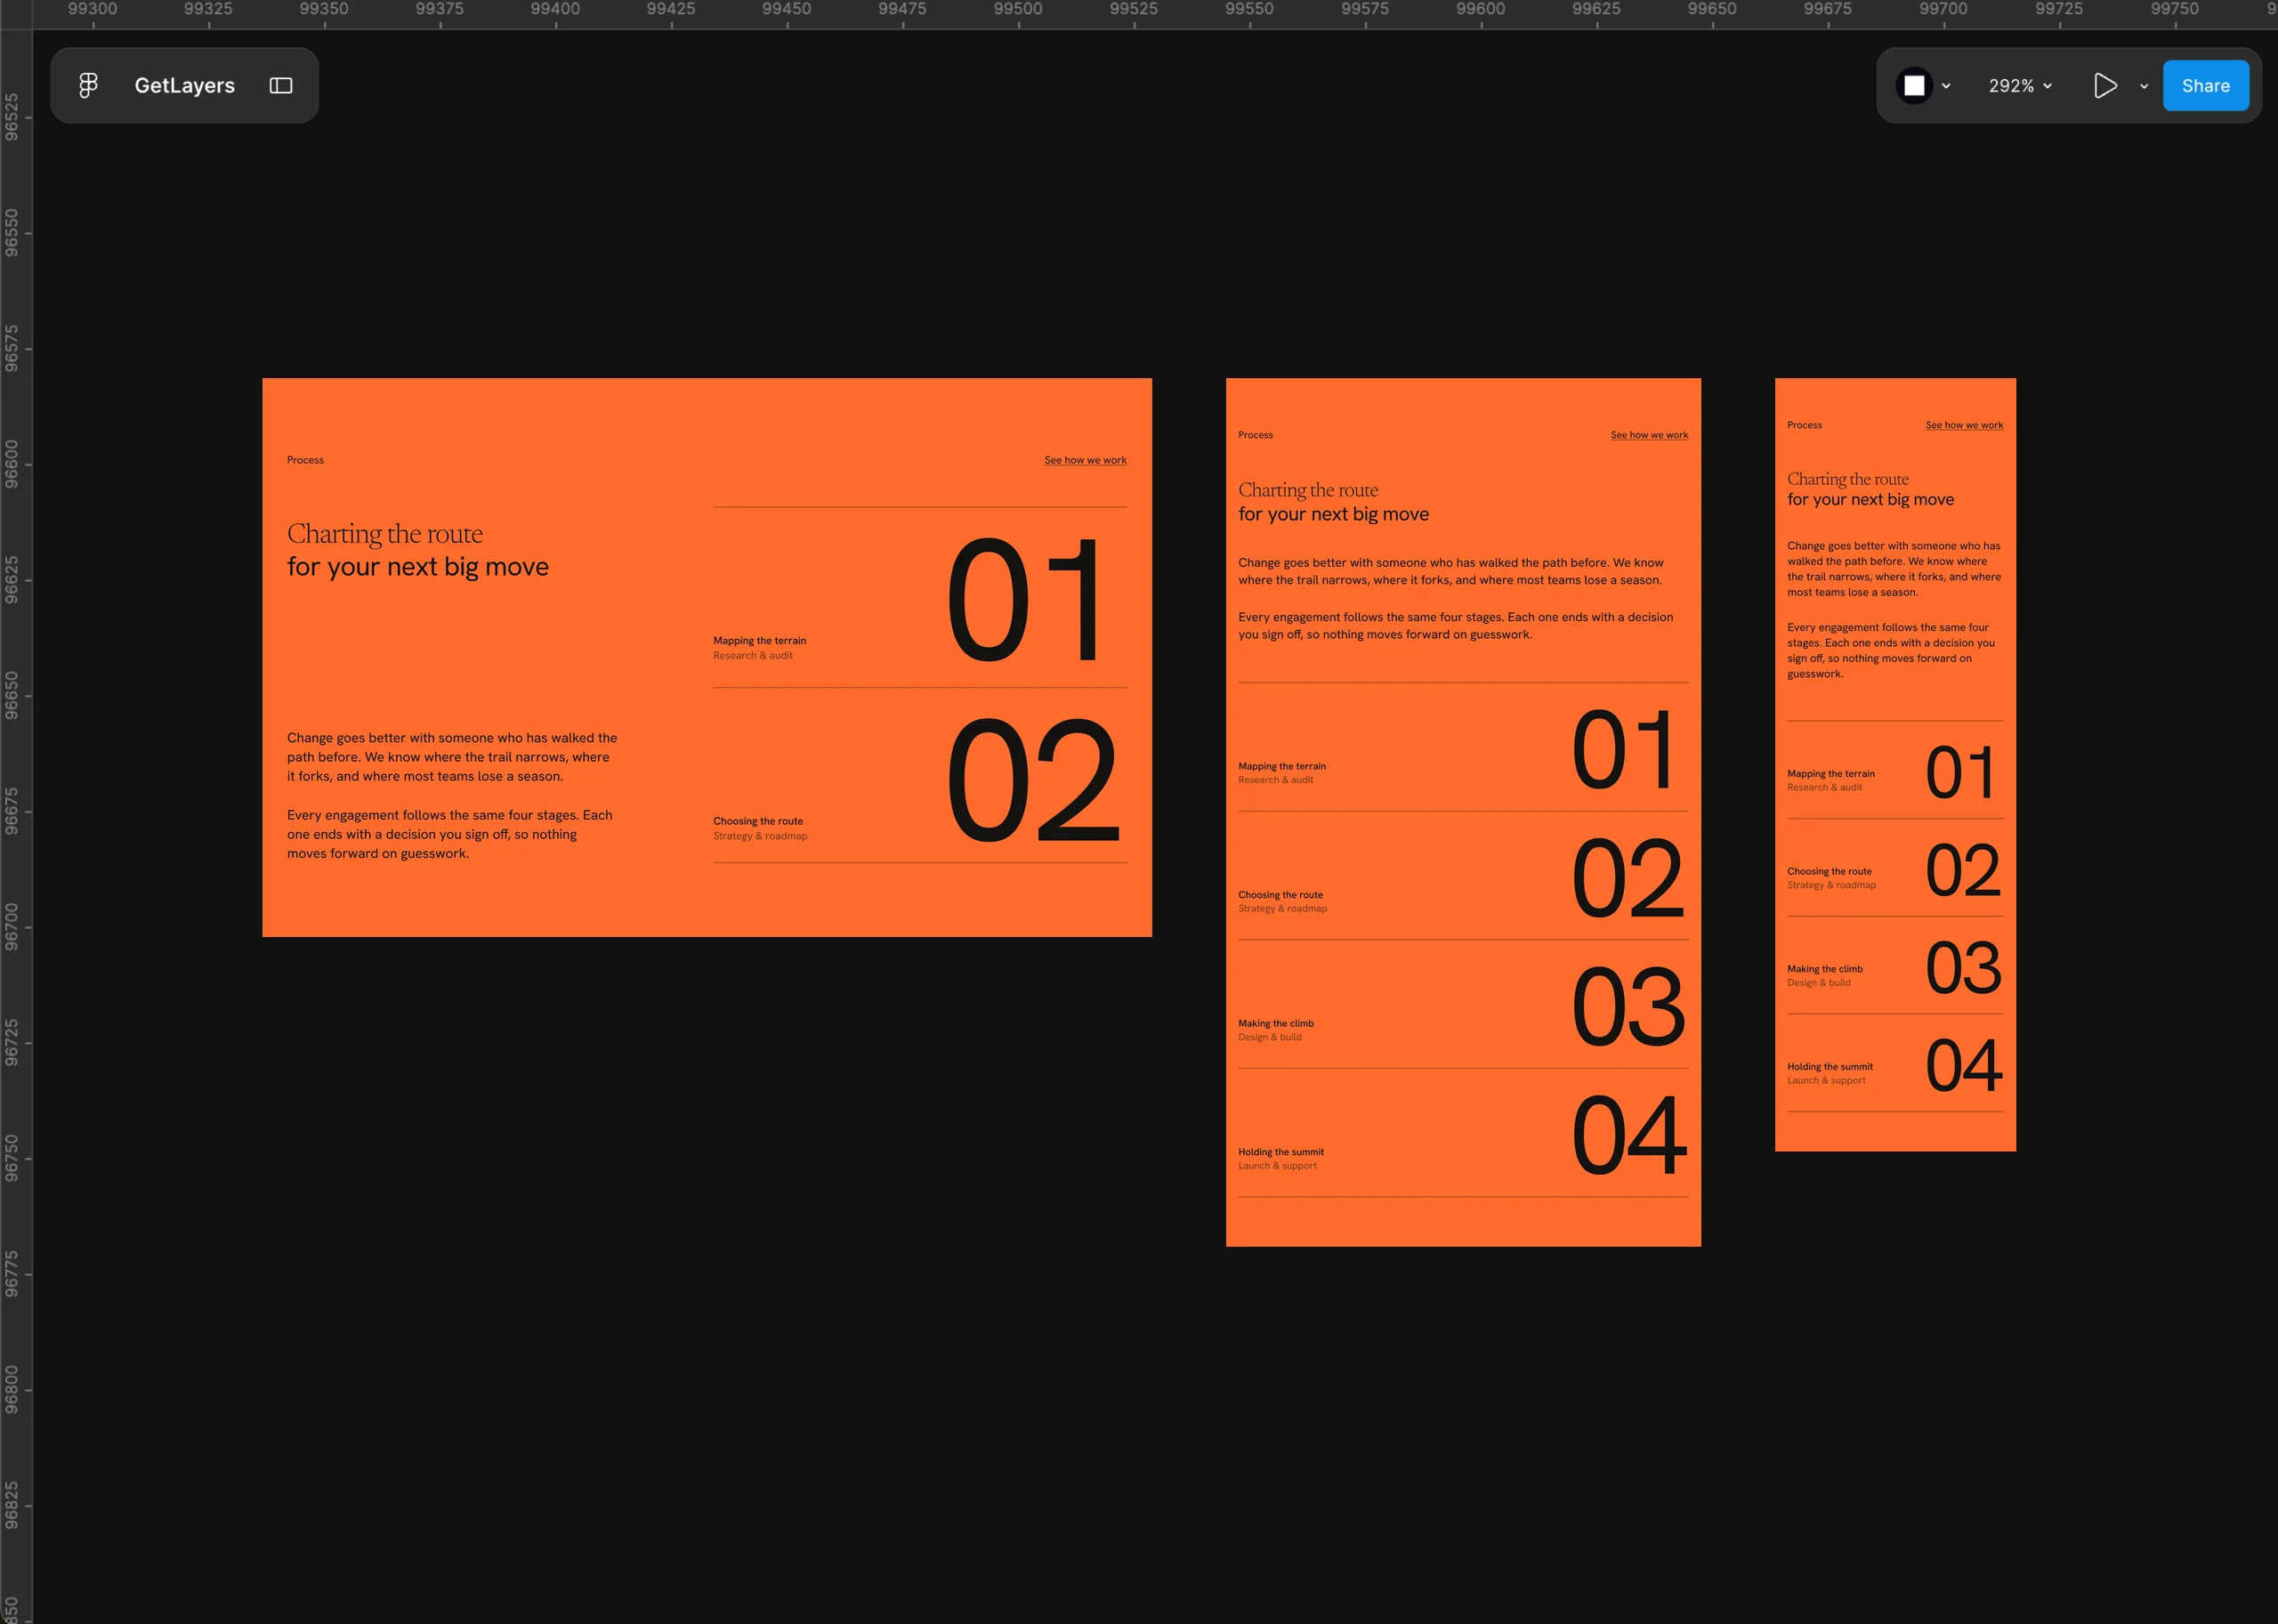 99300 99325 99350 99375 99400 99425 99450 99475 99500 99525 99550 99575 99600 99625 99650 99675 99700 99725 99750
96525
96550
96575
96600
96625
96650
96675
96700
96725
96750
96775
96800
96825
GetLayers
292%
Share
Process
See how we work
Charting the route
for your next big move
Change goes better with someone who has walked the
path before. We know where the trail narrows, where
it forks, and where most teams lose a season.
Every engagement follows the same four stages. Each
one ends with a decision you sign off, so nothing
moves forward on guesswork.
01
Mapping the terrain
Research & audit
02
Choosing the route
Strategy & roadmap
Process
See how we work
Charting the route
for your next big move
Change goes better with someone who has walked the path before. We know
where the trail narrows, where it forks, and where most teams lose a season.
Every engagement follows the same four stages. Each one ends with a decision
you sign off, so nothing moves forward on guesswork.
01
Mapping the terrain
Research & audit
02
Choosing the route
Strategy & roadmap
03
Making the climb
Design & build
04
Holding the summit
Launch & support
Process
See how we work
Charting the route
for your next big move
Change goes better with someone who has
walked the path before. We know where
the trail narrows, where it forks, and where
most teams lose a season.
Every engagement follows the same four
stages. Each one ends with a decision you
sign off, so nothing moves forward on
guesswork.
01
Mapping the terrain
Research & audit
02
Choosing the route
Strategy & roadmap
03
Making the climb
Design & build
04
Holding the summit
Launch & support